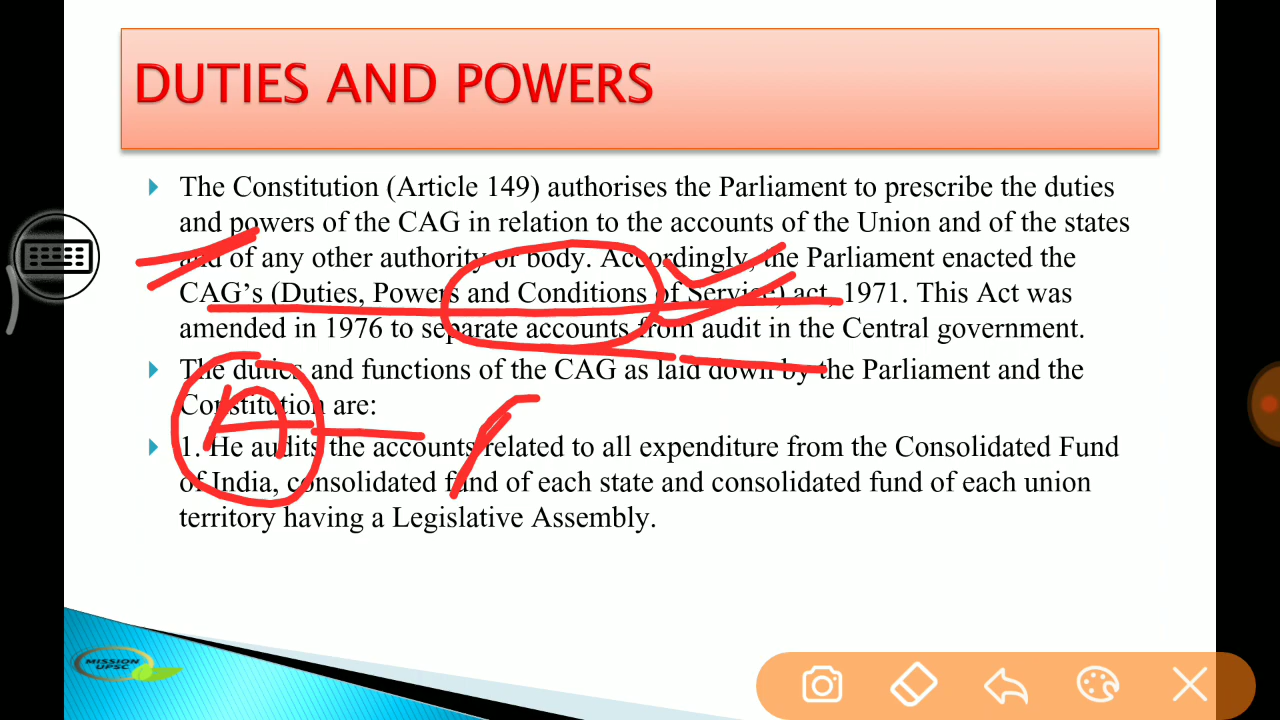 DUTIES AND POWERS
The Constitution (Article 149) authorises the Parliament to prescribe the duties
and powers of the CAG in relation to the accounts of the Union and of the states
and of any other authority or body. Accordingly, the Parliament enacted the
CAG's (Duties, Powers and Conditions of Service) act, 1971. This Act was
amended in 1976 to separate accounts from audit in the Central government.
The duties and functions of the CAG as laid down by the Parliament and the
Constitution are:
1. He audits the accounts related to all expenditure from the Consolidated Fund
of India, consolidated fund of each state and consolidated fund of each union
territory having a Legislative Assembly.
MISSION
UPSC